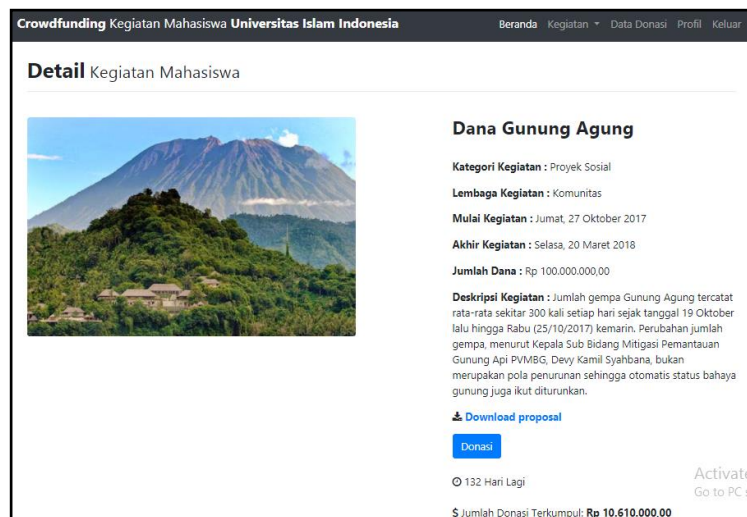 Crowdfunding Kegiatan Mahasiswa Universitas Islam Indonesia
Beranda Kegiatan Data Donasi Profil Keluar
Detail Kegiatan Mahasiswa
Dana Gunung Agung
Kategori Kegiatan : Proyek Sosial
Lembaga Kegiatan : Komunitas
Mulai Kegiatan : Jumat, 27 Oktober 2017
Akhir Kegiatan : Selasa, 20 Maret 2018
Jumlah Dana : Rp 100.000.000,00
Deskripsi Kegiatan : Jumlah gempa Gunung Agung tercatat
rata-rata sekitar 300 kali setiap hari sejak tanggal 19 Oktober
lalu hingga Rabu (25/10/2017) kemarin. Perubahan jumlah
gempa, menurut Kepala Sub Bidang Mitigasi Pemantauan
Gunung Api PVMBG, Devy Kamil Syahbana, bukan
merupakan pola penurunan sehingga otomatis status bahaya
gunung juga ikut diturunkan.
Download proposal
Donasi
132 Hari Lagi
Activate
Go to PC s
$ Jumlah Donasi Terkumpul: Rp 10.610.000,00